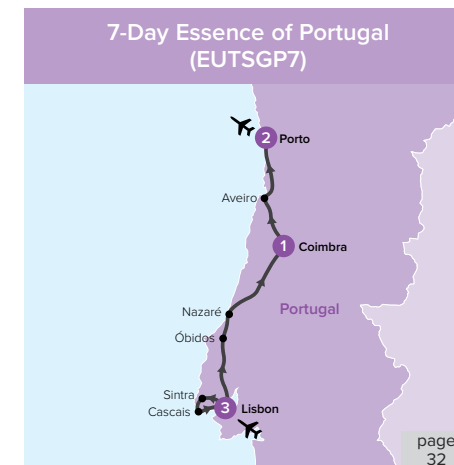 7-Day Essence of Portugal
(EUTSGP7)
2 Porto
Aveiro
1 Coimbra
Nazaré
Portugal
Óbidos
Sintra
3 Lisbon
Cascais
page
32